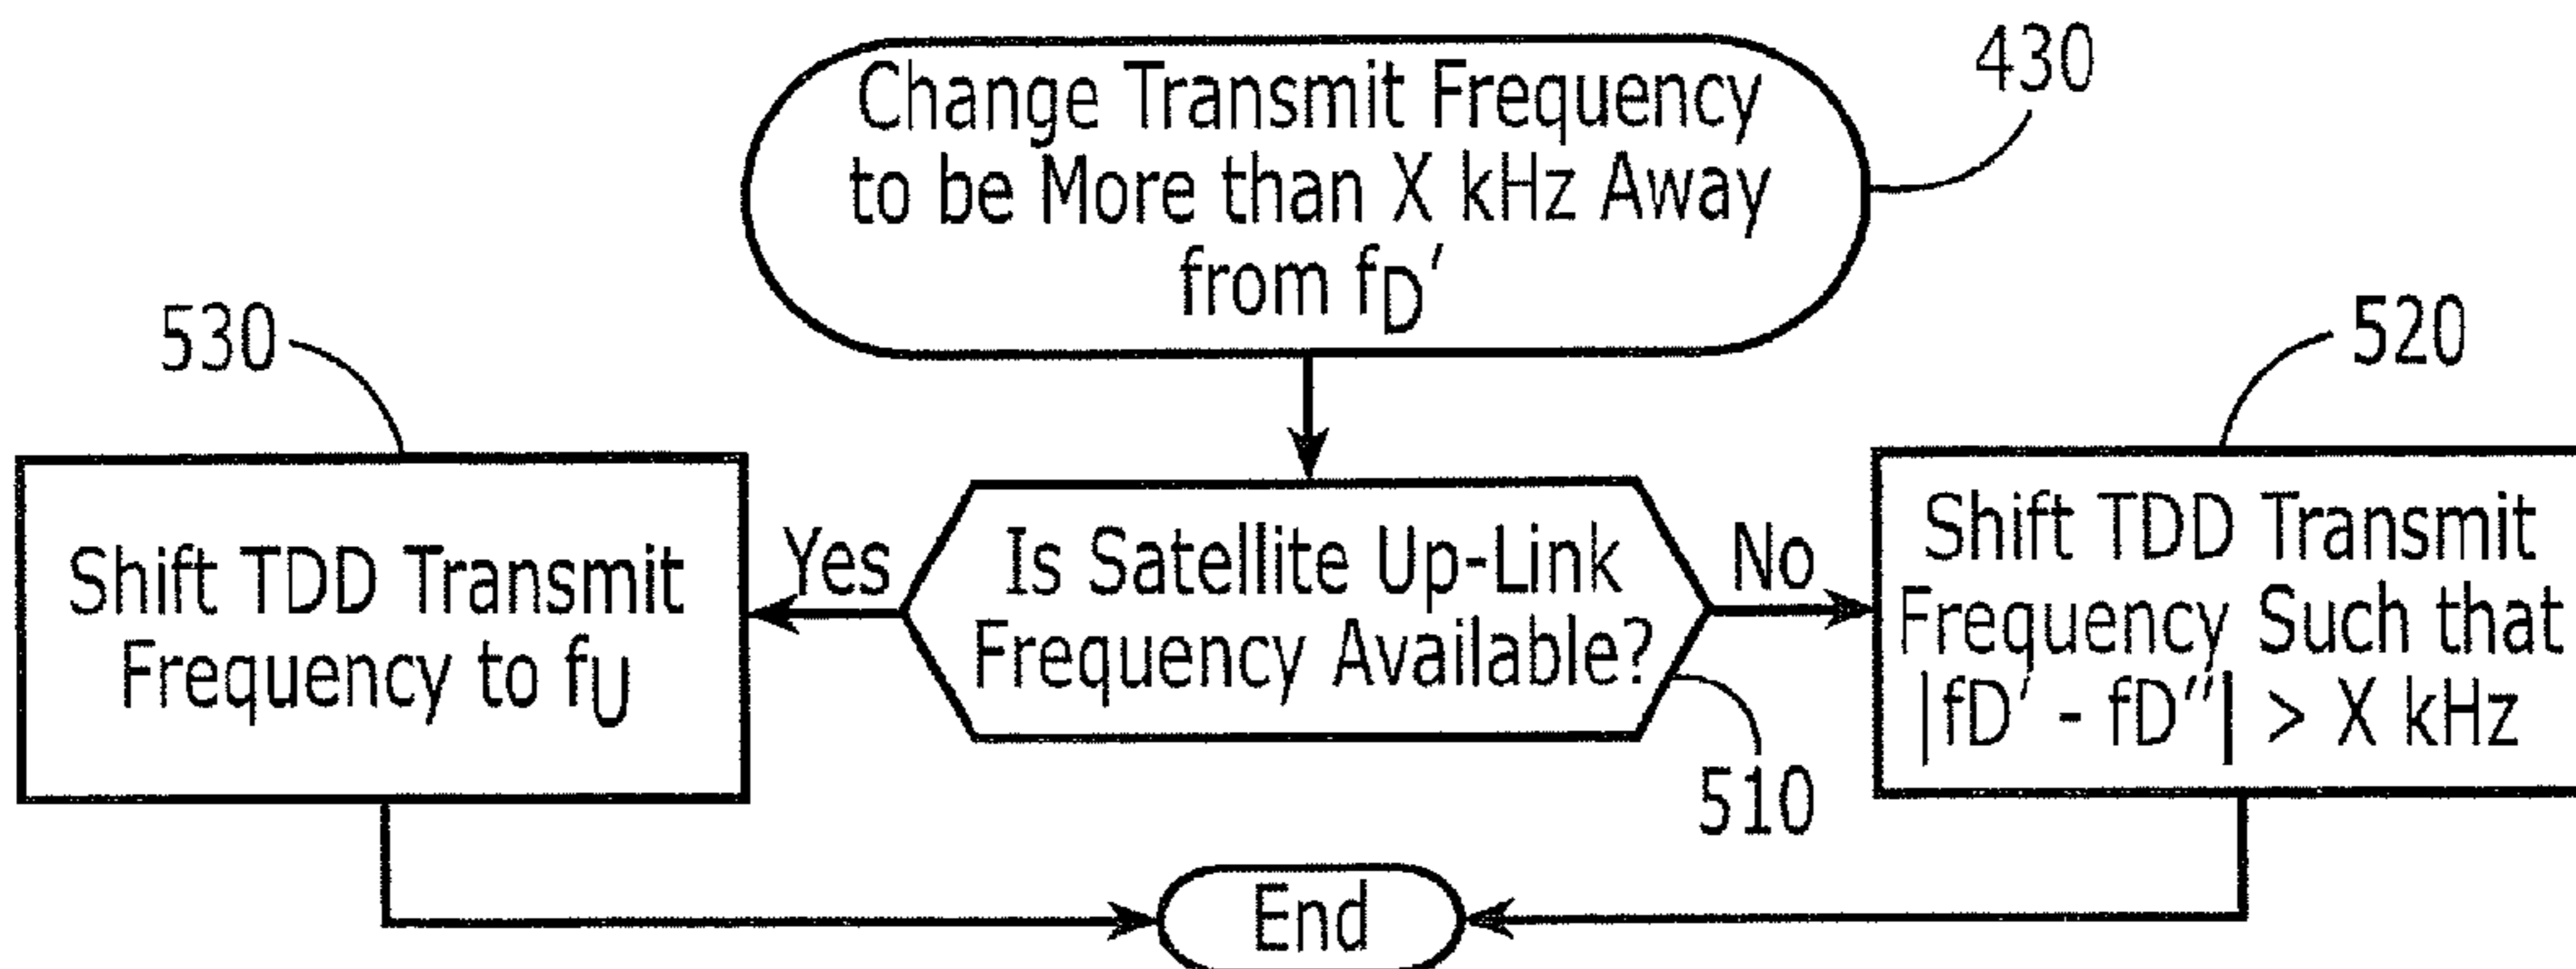 Change Transmit Frequency
to be More than X kHz Away
from fD'
430
530
520
Shift TDD Transmit
Frequency to fU
Yes
Is Satellite Up-Link
Frequency Available?
No
Shift TDD Transmit
Frequency Such that
|fD' - fD''| > X kHz
510
End